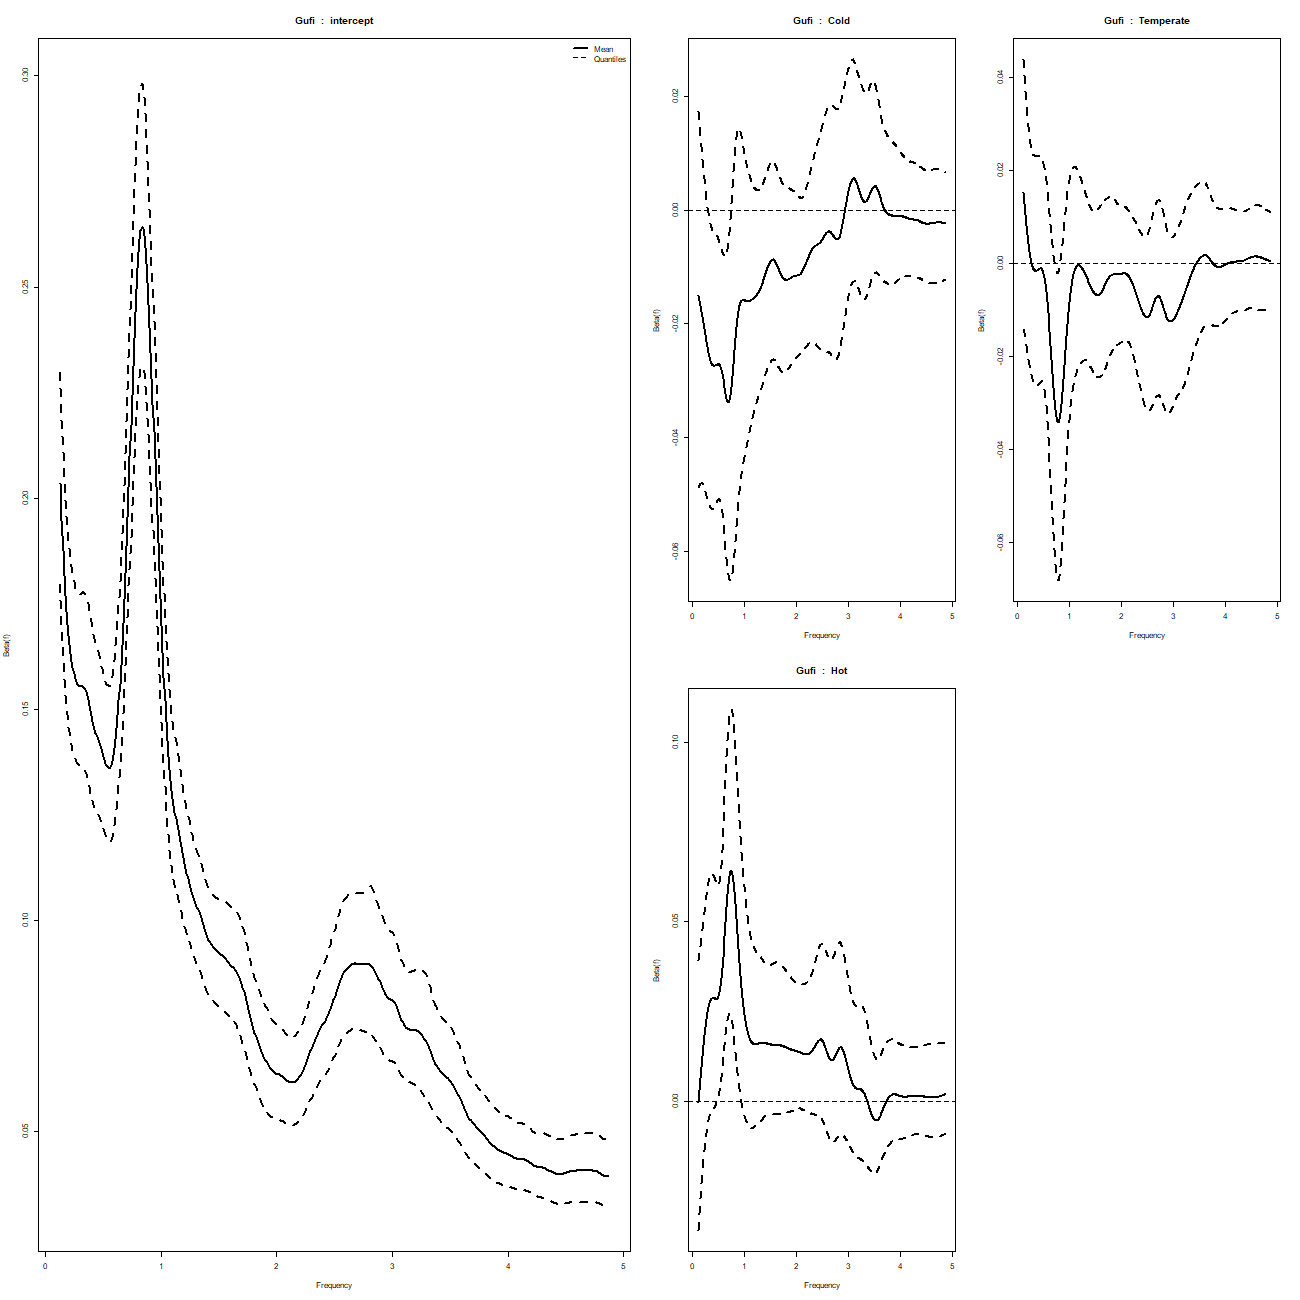 Gufi : intercept
Mean
Quantiles
0.30
0.25
0.20
0.15
0.10
0.05
Beta(f)
0 1 2 3 4 5
Frequency
Gufi : Cold
0.02
0.00
-0.02
-0.04
-0.06
Beta(f)
0 1 2 3 4 5
Frequency
Gufi : Temperate
0.04
0.02
0.00
-0.02
-0.04
-0.06
Beta(f)
0 1 2 3 4 5
Frequency
Gufi : Hot
0.10
0.05
0.00
Beta(f)
0 1 2 3 4 5
Frequency